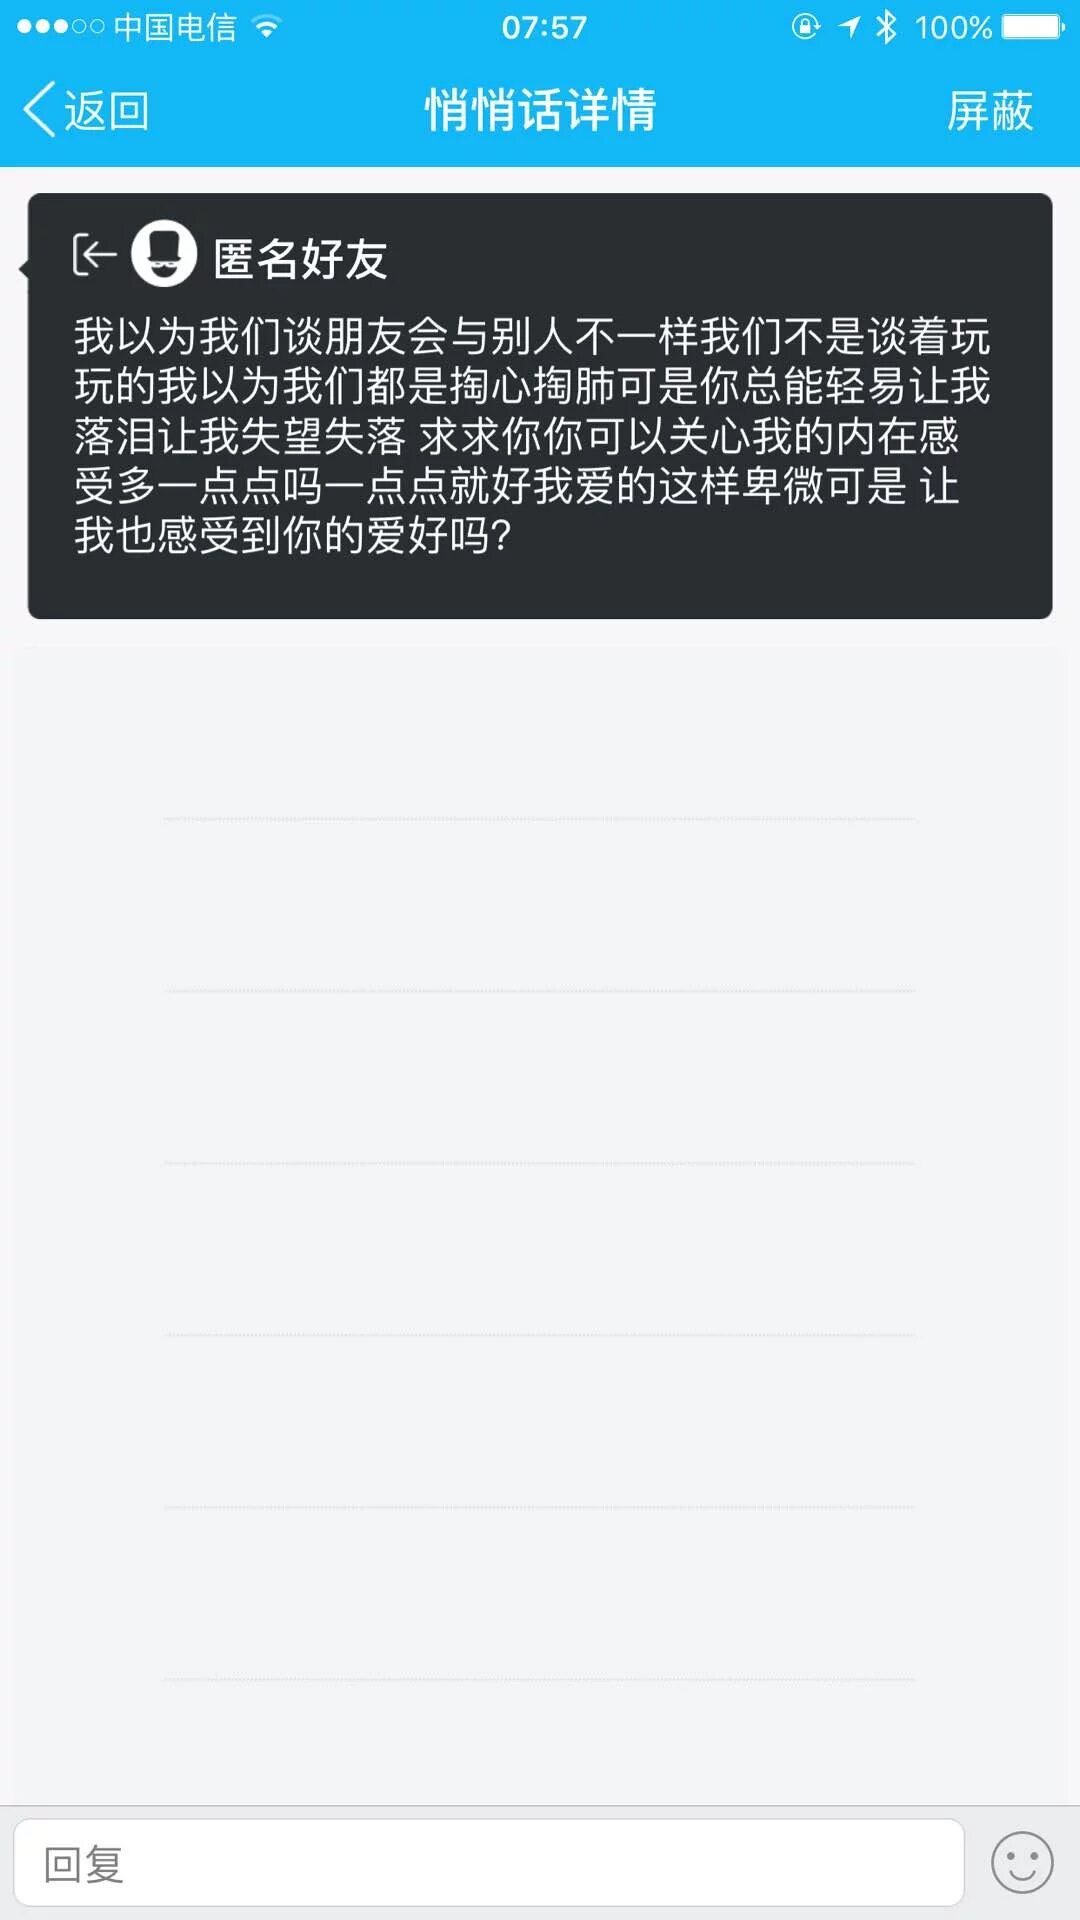 中国电信 07:57 100%
返回 悄悄话详情 屏蔽
匿名好友
我以为我们谈朋友会与别人不一样我们不是谈着玩
玩的我以为我们都是掏心掏肺可是你总能轻易让我
落泪让我失望失落 求求你你可以关心我的内在感
受多一点点吗一点点就好我爱的这样卑微可是 让
我也感受到你的爱好吗?
回复